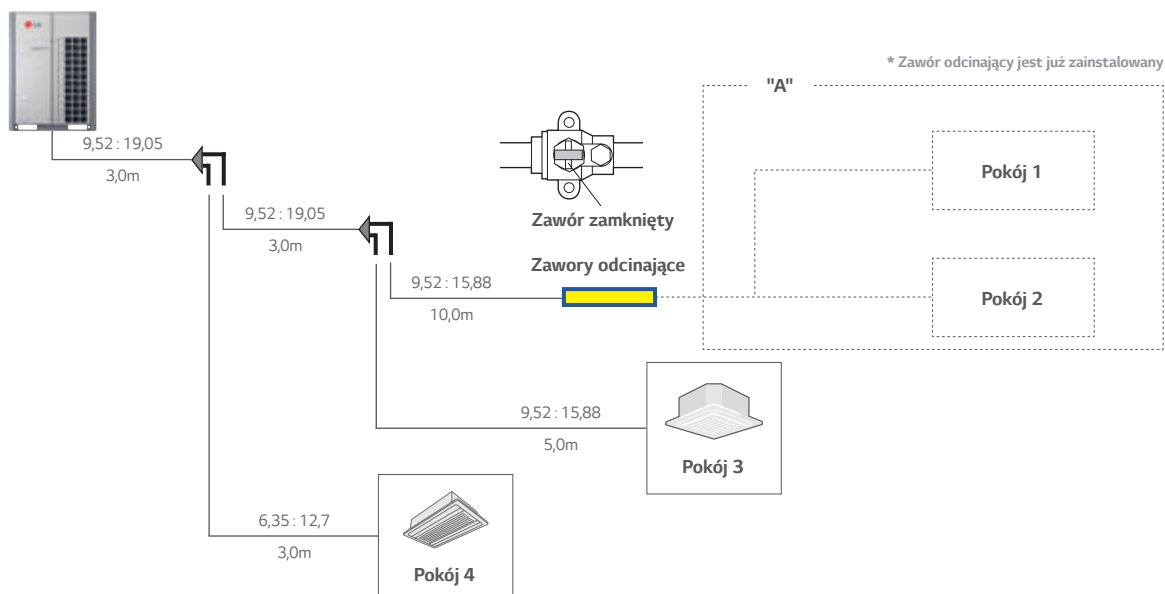 LG
* Zawór odcinający jest już zainstalowany
"A"
9,52 : 19,05
3,0m
Pokój 1
Zawór zamknięty
9,52 : 19,05
3,0m
Zawory odcinające
9,52 : 15,88
10,0m
Pokój 2
9,52 : 15,88
5,0m
Pokój 3
6,35 : 12,7
3,0m
Pokój 4